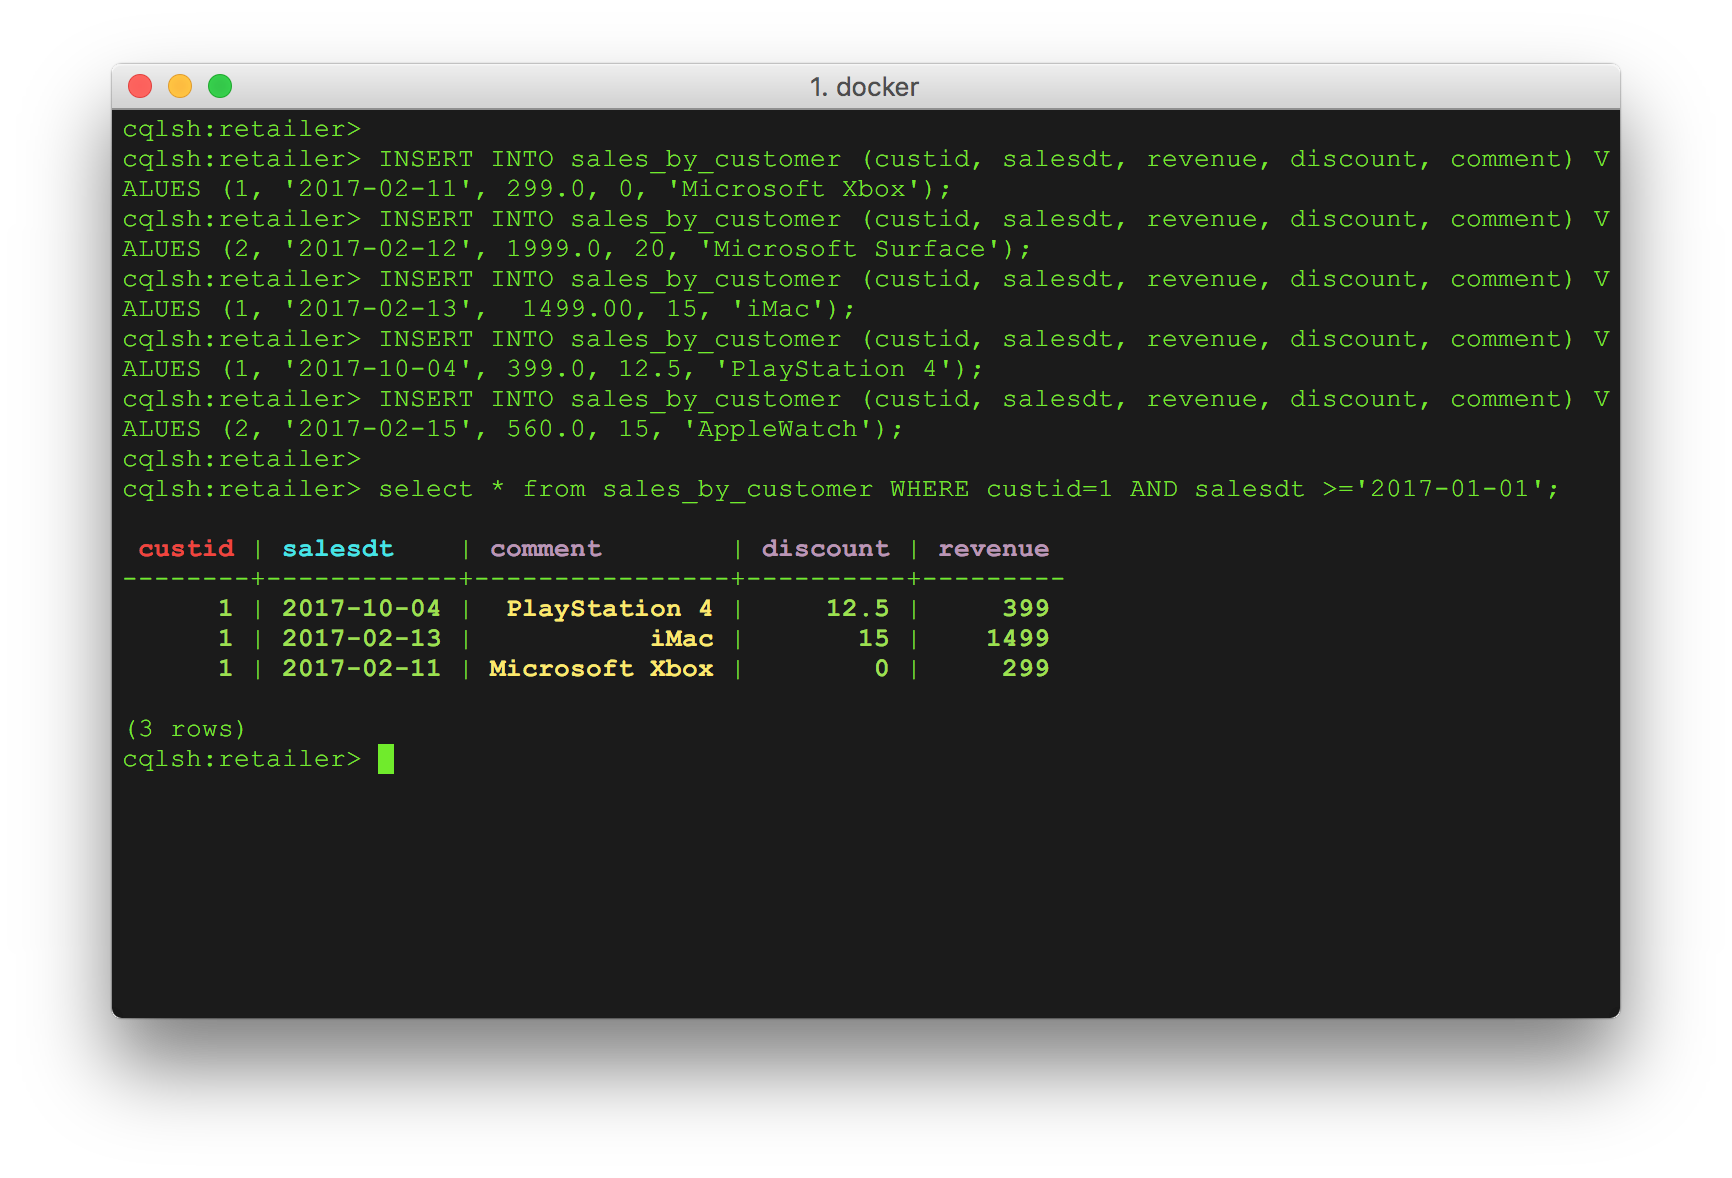 1. docker
cqlsh:retailer>
cqlsh:retailer> INSERT INTO sales_by_customer (custid, salesdt, revenue, discount, comment) V
ALUES (1, '2017-02-11', 299.0, 0, 'Microsoft Xbox');
cqlsh:retailer> INSERT INTO sales_by_customer (custid, salesdt, revenue, discount, comment) V
ALUES (2, '2017-02-12', 1999.0, 20, 'Microsoft Surface');
cqlsh:retailer> INSERT INTO sales_by_customer (custid, salesdt, revenue, discount, comment) V
ALUES (1, '2017-02-13',  1499.00, 15, 'iMac');
cqlsh:retailer> INSERT INTO sales_by_customer (custid, salesdt, revenue, discount, comment) V
ALUES (1, '2017-10-04', 399.0, 12.5, 'PlayStation 4');
cqlsh:retailer> INSERT INTO sales_by_customer (custid, salesdt, revenue, discount, comment) V
ALUES (2, '2017-02-15', 560.0, 15, 'AppleWatch');
cqlsh:retailer>
cqlsh:retailer> select * from sales_by_customer WHERE custid=1 AND salesdt >='2017-01-01';
 custid | salesdt    | comment        | discount | revenue
--------+------------+----------------+----------+---------
      1 | 2017-10-04 |  PlayStation 4 |     12.5 |     399
      1 | 2017-02-13 |           iMac |       15 |    1499
      1 | 2017-02-11 | Microsoft Xbox |        0 |     299
(3 rows)
cqlsh:retailer>